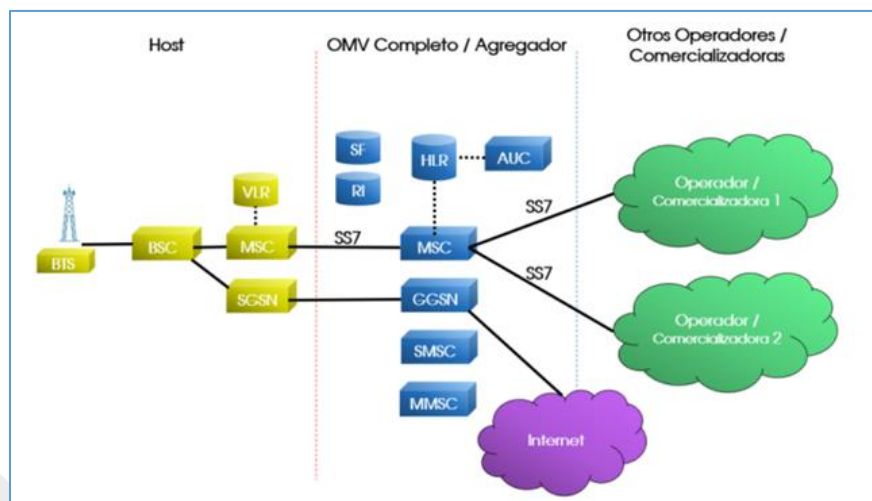 Host
OMV Completo / Agregador
Otros Operadores /
Comercializadoras
SF
RI
HLR
AUC
VLR
BTS
BSC
MSC
SS7
MSC
SS7
SS7
Operador /
Comercializadora 1
SGSN
GGSN
SMSC
MMSC
Operador /
Comercializadora 2
Internet